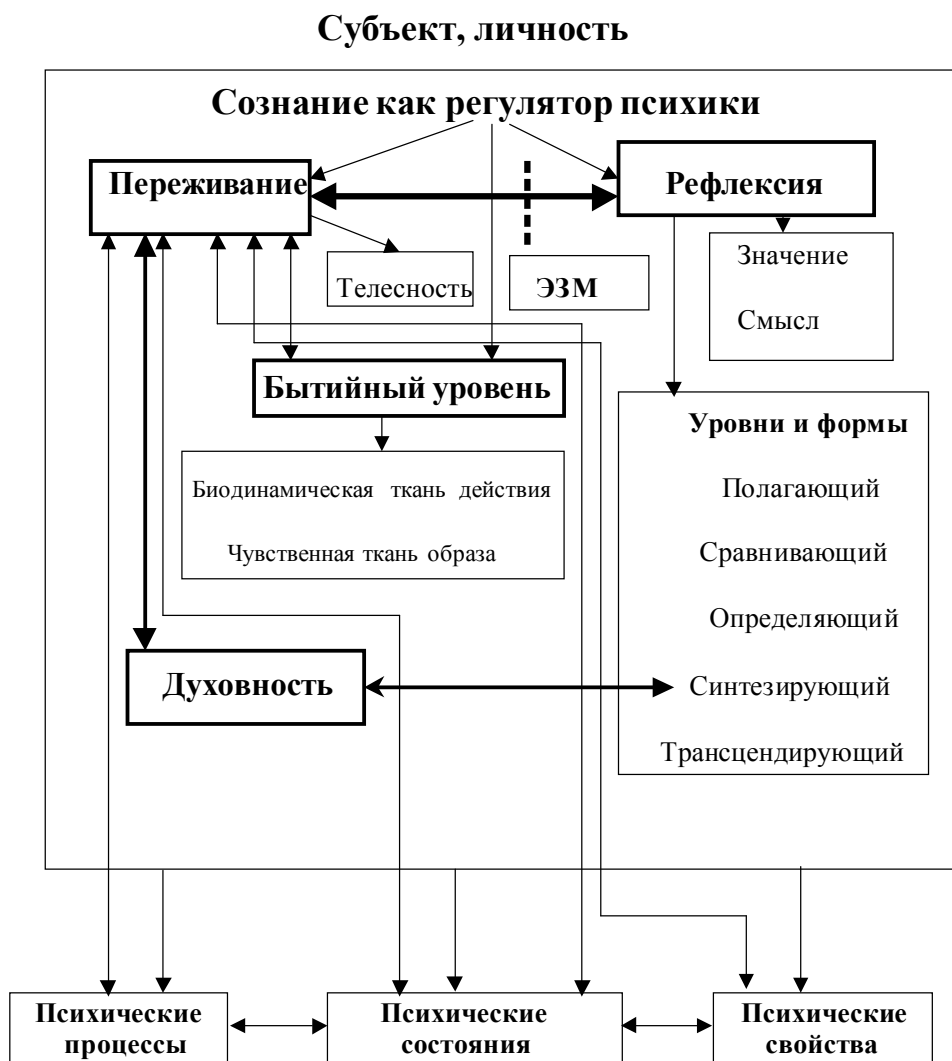 Субъект, личность
Сознание как регулятор психики
Переживание
Рефлексия
Значение
Телесность
ЭЗМ
Смысл
Бытийный уровень
Уровни и формы
Биодинамическая ткань действия
Полагающий
Чувственная ткань образа
Сравнивающий
Определяющий
Духовность
Синтезирующий
Трансцендирующий
Психические
процессы
Психические
состояния
Психические
свойства